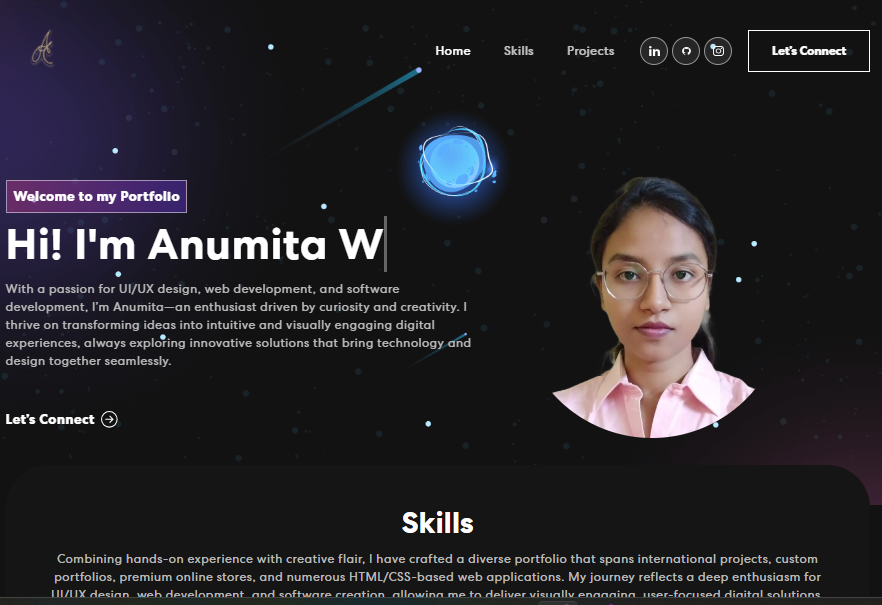 Home Skills Projects in Let's Connect
Welcome to my Portfolio
Hi! I'm Anumita W
With a passion for UI/UX design, web development, and software
development, I'm Anumita—an enthusiast driven by curiosity and creativity. I
thrive on transforming ideas into intuitive and visually engaging digital
experiences, always exploring innovative solutions that bring technology and
design together seamlessly.
Let's Connect
Skills
Combining hands-on experience with creative flair, I have crafted a diverse portfolio that spans international projects, custom
portfolios, premium online stores, and numerous HTML/CSS-based web applications. My journey reflects a deep enthusiasm for
UI/UX design, web development, and software creation, allowing me to deliver visually engaging, user-focused digital solutions